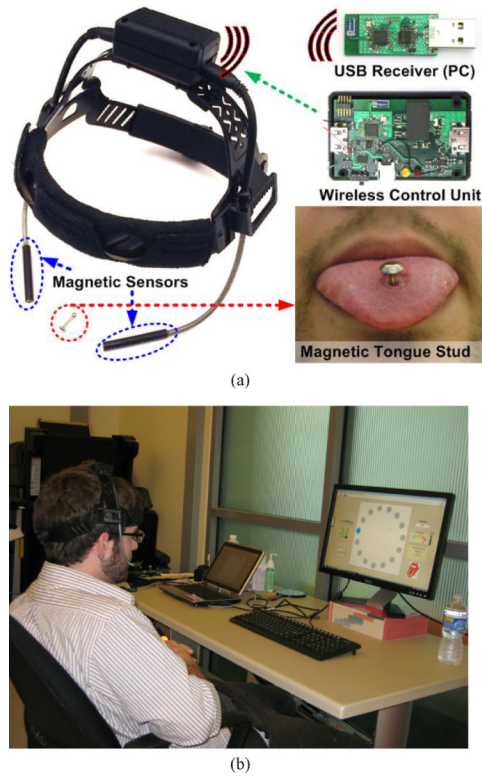 USB Receiver (PC)
Wireless Control Unit
Magnetic Sensors
Magnetic Tongue Stud
(a)
(b)